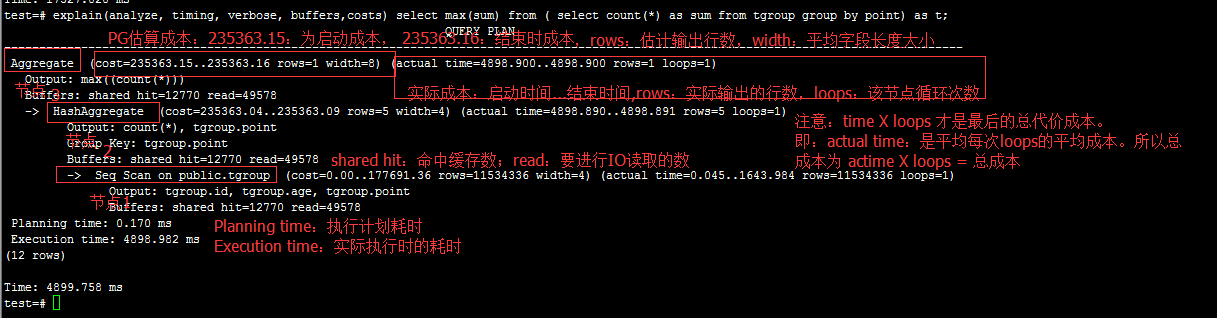 test=# explain(analyze, timing, verbose, buffers,costs) select max(sum) from ( select count(*) as sum from tgroup group by point) as t;
QUERY PLAN
PG估算成本：235363.15：为启动成本， 235363.16：结束时成本，rows：估计输出行数，width：平均字段长度大小
Aggregate (cost=235363.15..235363.16 rows=1 width=8) (actual time=4898.900..4898.900 rows=1 loops=1)
Output: max((count(*)))
节点3
Buffers: shared hit=12770 read=49578
实际成本：启动时间...结束时间,rows：实际输出的行数，loops：该节点循环次数
-> HashAggregate (cost=235363.04..235363.09 rows=5 width=4) (actual time=4898.890..4898.891 rows=5 loops=1)
Output: count(*), tgroup.point
注意：time X loops 才是最后的总代价成本。
节点2
Group Key: tgroup.point
即：actual time：是平均每次loops的平均成本。所以总
成本为 actime X loops = 总成本
Buffers: shared hit=12770 read=49578
shared hit：命中缓存数；read：要进行IO读取的数
-> Seq Scan on public.tgroup (cost=0.00..177691.36 rows=11534336 width=4) (actual time=0.045..1643.984 rows=11534336 loops=1)
Output: tgroup.id, tgroup.age, tgroup.point
节点1
Buffers: shared hit=12770 read=49578
Planning time: 0.170 ms
Planning time：执行计划耗时
Execution time: 4898.982 ms
Execution time：实际执行时的耗时
(12 rows)
Time: 4899.758 ms
test=#